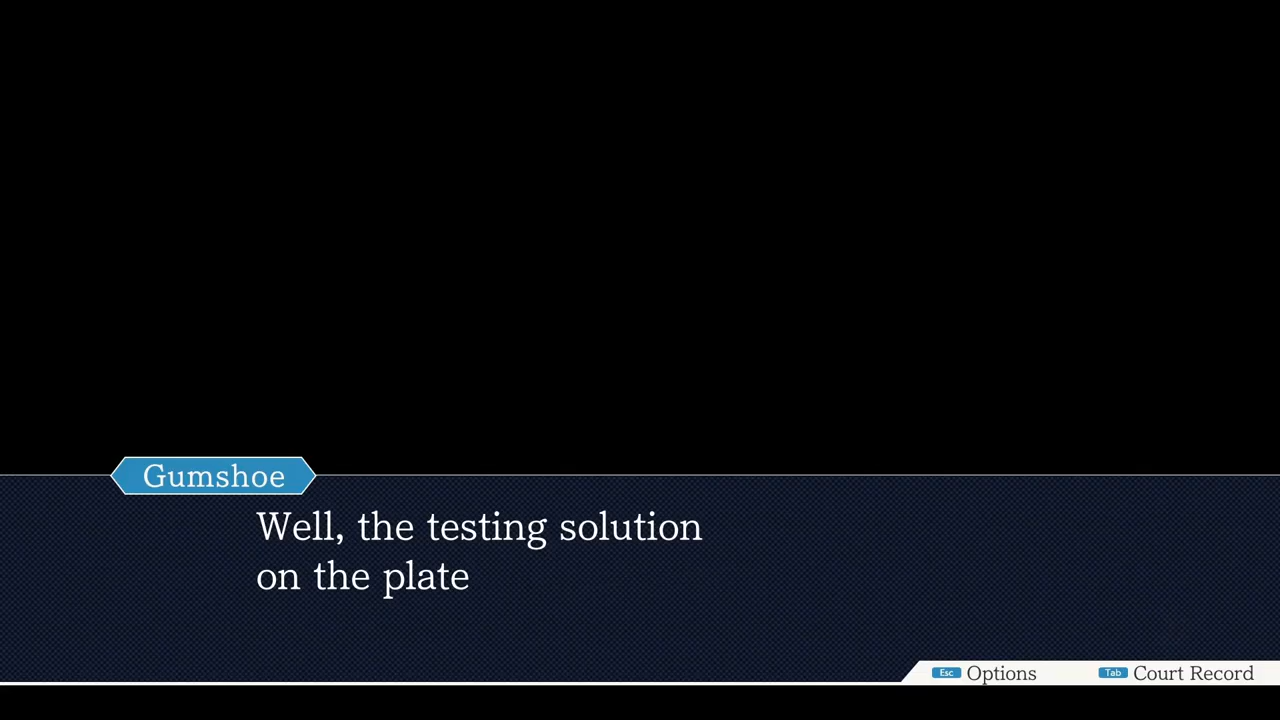 Gumshoe
Well, the testing solution
on the plate
Esc Options Tab Court Record